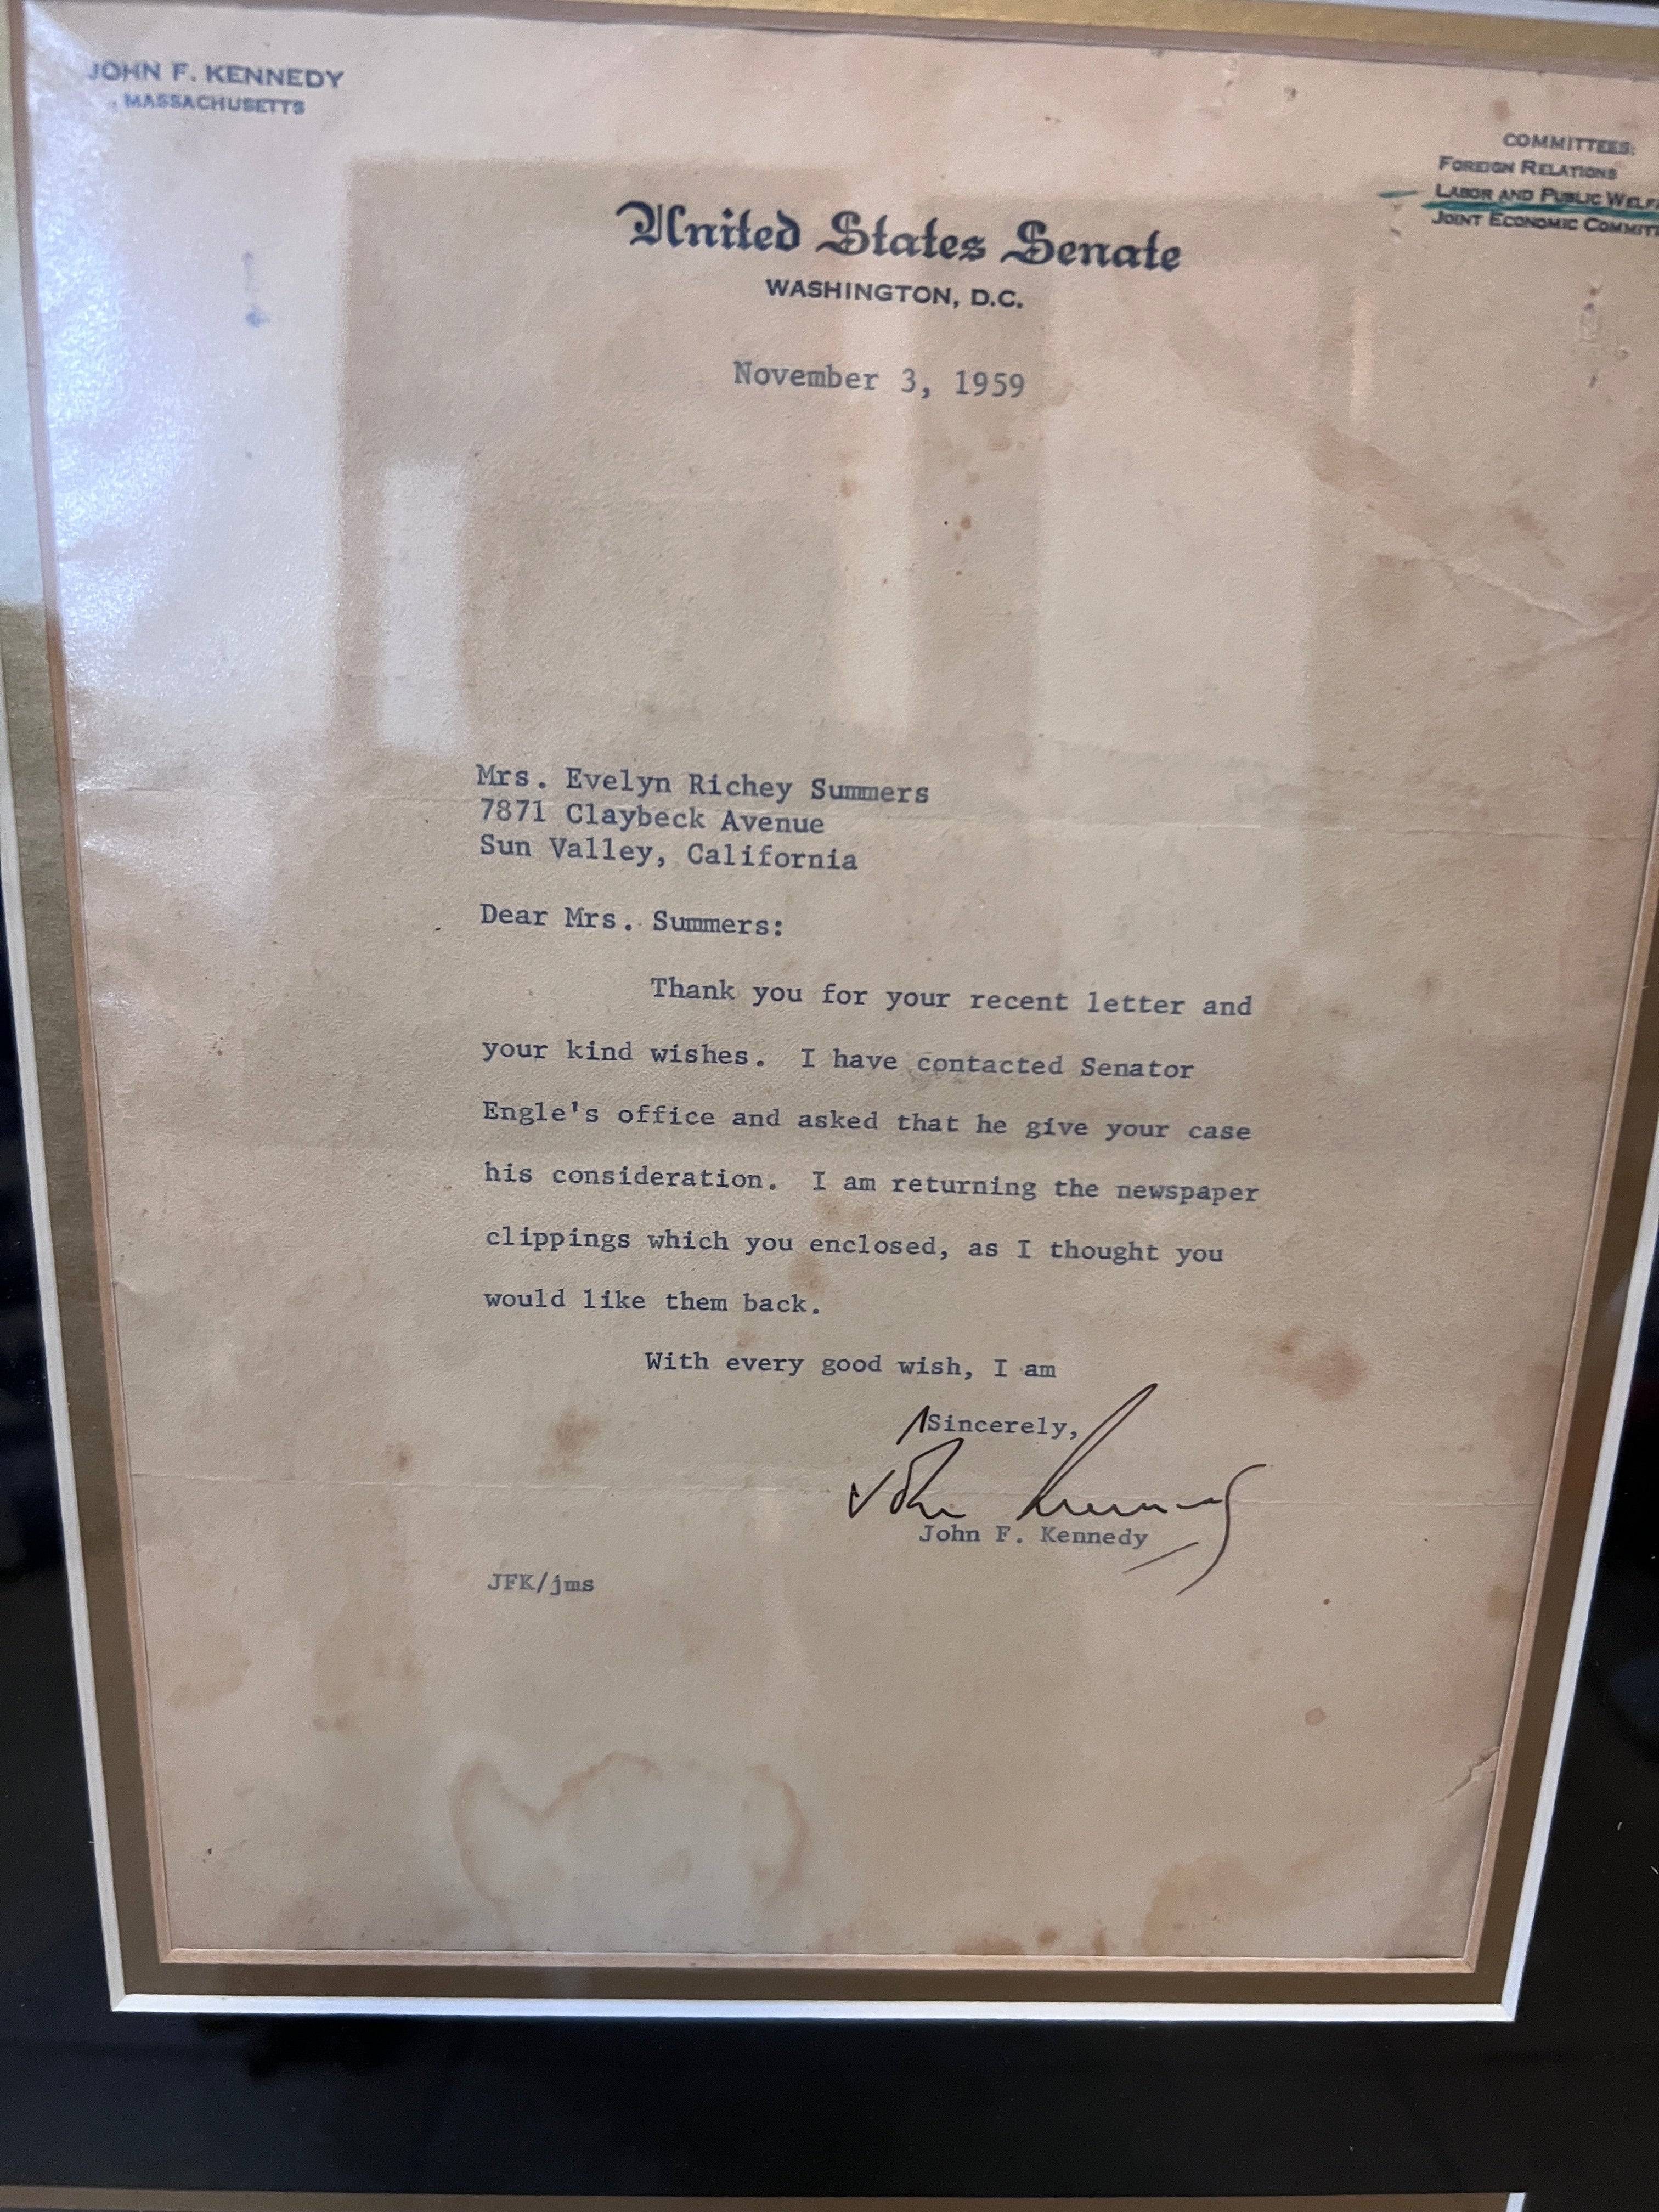 JOHN F. KENNEDY
MASSACHUSETTS
COMMITTEES:
FOREIGN RELATIONS
LABOR AND PUBLIC WELFA
JOINT ECONOMIC COMMITT
United States Senate
WASHINGTON, D.C.
November 3, 1959
Mrs. Evelyn Richey Summers
7871 Claybeck Avenue
Sun Valley, California
Dear Mrs. Summers:
Thank you for your recent letter and
your kind wishes. I have contacted Senator
Engle's office and asked that he give your case
his consideration. I am returning the newspaper
clippings which you enclosed, as I thought you
would like them back.
With every good wish, I am
Sincerely,
John Kennedy
John F. Kennedy
JFK/jms